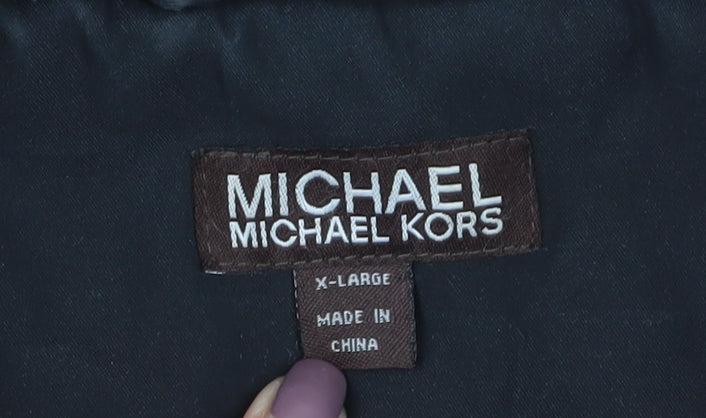 MICHAEL
MICHAEL KORS
X-LARGE
MADE IN
CHINA